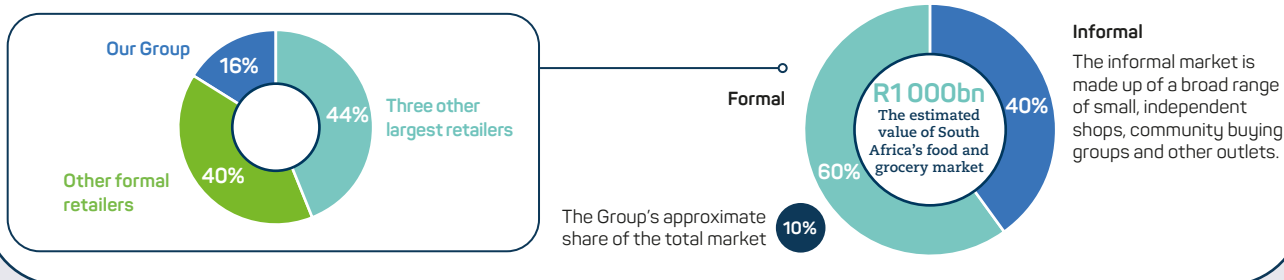 Our Group
16%
44%
Three other
largest retailers
Other formal
retailers
40%
Formal
R1 000bn
The estimated
value of South
Africa's food and
grocery market
40%
60%
The Group's approximate
share of the total market
10%
Informal
The informal market is
made up of a broad range
of small, independent
shops, community buying
groups and other outlets.